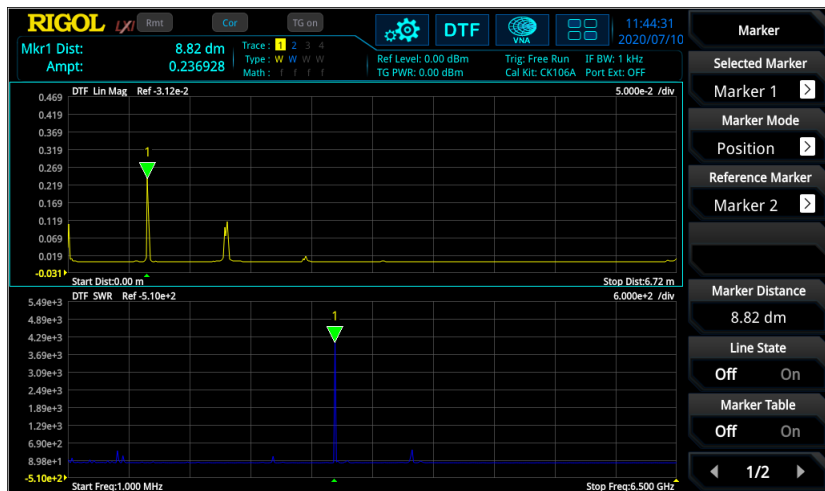 RIGOL LXI Rmt Cor TG on DTF VNA 11:44:31
2020/07/10
Mkr1 Dist: 8.82 dm
Ampt: 0.236928
Trace : 1 2 3 4
Type : W W W W
Math : f f f f
Ref Level: 0.00 dBm Trig: Free Run IF BW: 1 kHz
TG PWR: 0.00 dBm Cal Kit: CK106A Port Ext: OFF
DTF Lin Mag Ref -3.12e-2 5.000e-2 /div
0.469
0.419
0.369
0.319
0.269
0.219
0.169
0.119
0.069
0.019
-0.031
1
Start Dist:0.00 m Stop Dist:6.72 m
DTF SWR Ref -5.10e+2 6.000e+2 /div
5.49e+3
4.89e+3
4.29e+3
3.69e+3
3.09e+3
2.49e+3
1.89e+3
1.29e+3
6.90e+2
8.98e+1
-5.10e+2
1
Start Freq:1.000 MHz Stop Freq:6.500 GHz
Marker
Selected Marker
Marker 1 >
Marker Mode
Position >
Reference Marker
Marker 2 >
Marker Distance
8.82 dm
Line State
Off On
Marker Table
Off On
1/2